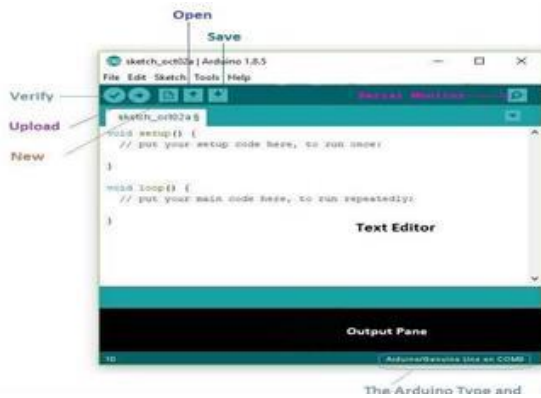 Open
Save
sketch_oct02a | Arduino 1.8.5
File Edit Sketch Tools Help
Verify
Serial Monitor
Upload
sketch_oct02a §
New
void setup() {
// put your setup code here, to run once:
}
void loop() {
// put your main code here, to run repeatedly:
}
Text Editor
Output Pane
10
Arduino/Genuino Uno on COM8
The Arduino Type and